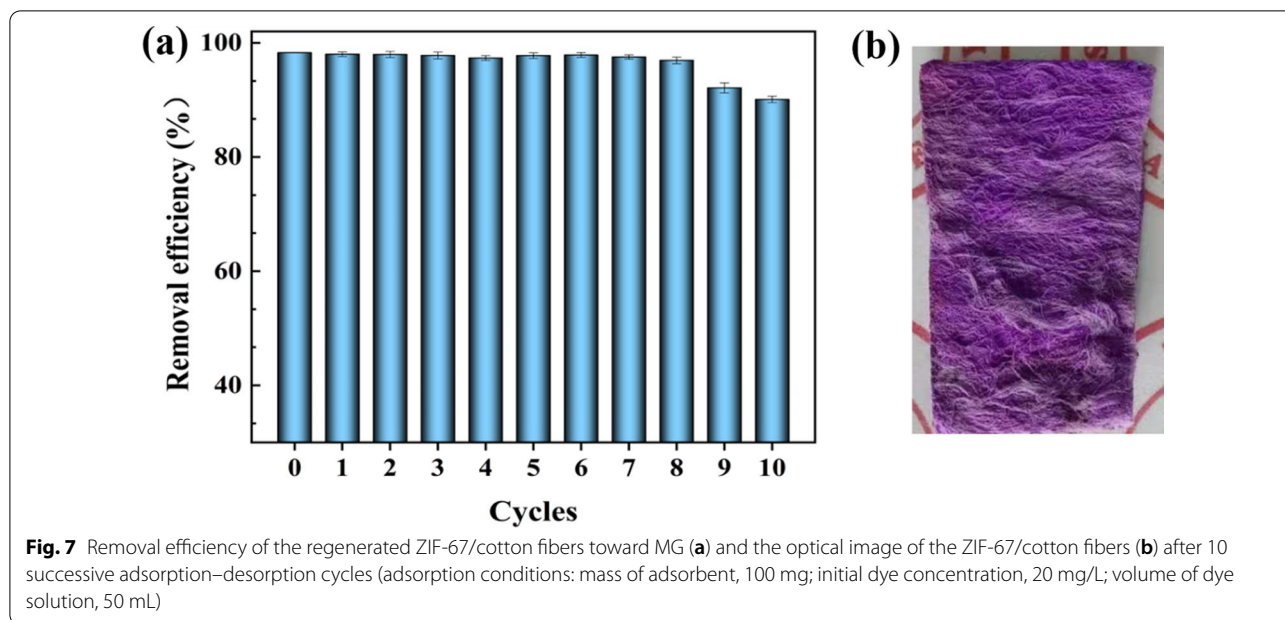 (a)
(b)
Removal efficiency (%)
100
80
60
40
0 1 2 3 4 5 6 7 8 9 10
Cycles
A
Fig. 7 Removal efficiency of the regenerated ZIF-67/cotton fibers toward MG (a) and the optical image of the ZIF-67/cotton fibers (b) after 10
successive adsorption–desorption cycles (adsorption conditions: mass of adsorbent, 100 mg; initial dye concentration, 20 mg/L; volume of dye
solution, 50 mL)